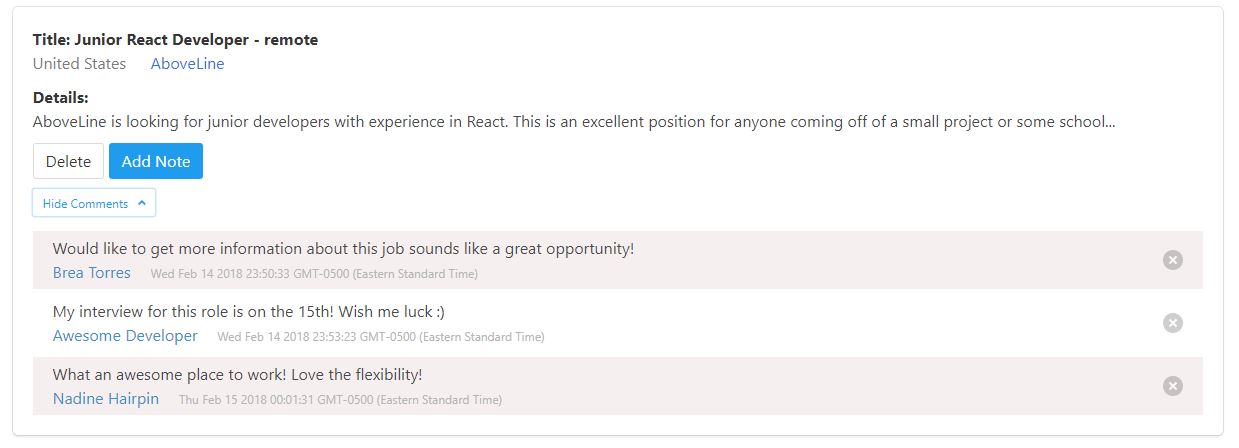 Title: Junior React Developer - remote
United States AboveLine
Details:
AboveLine is looking for junior developers with experience in React. This is an excellent position for anyone coming off of a small project or some school...
Delete Add Note
Hide Comments
Would like to get more information about this job sounds like a great opportunity!
Brea Torres Wed Feb 14 2018 23:50:33 GMT-0500 (Eastern Standard Time)
My interview for this role is on the 15th! Wish me luck :)
Awesome Developer Wed Feb 14 2018 23:53:23 GMT-0500 (Eastern Standard Time)
What an awesome place to work! Love the flexibility!
Nadine Hairpin Thu Feb 15 2018 00:01:31 GMT-0500 (Eastern Standard Time)